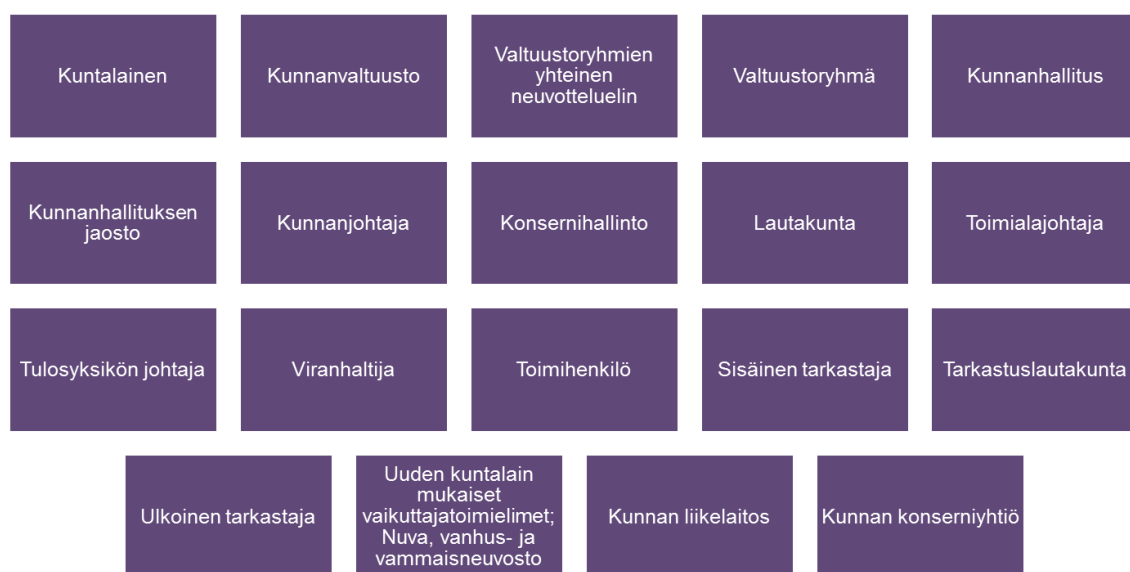 Kuntalainen
Kunnanvaltuusto
Valtuustoryhmien
yhteinen
neuvotteluelin
Valtuustoryhmä
Kunnanhallitus
Kunnanhallituksen
jaosto
Kunnanjohtaja
Konsernihallinto
Lautakunta
Toimialajohtaja
Tulosyksikön johtaja
Viranhaltija
Toimihenkilö
Sisäinen tarkastaja
Tarkastuslautakunta
Ulkoinen tarkastaja
Uuden kuntalain
mukaiset
vaikuttajatoimielimet;
Nuva, vanhus- ja
vammaisneuvosto
Kunnan liikelaitos
Kunnan konserniyhtiö